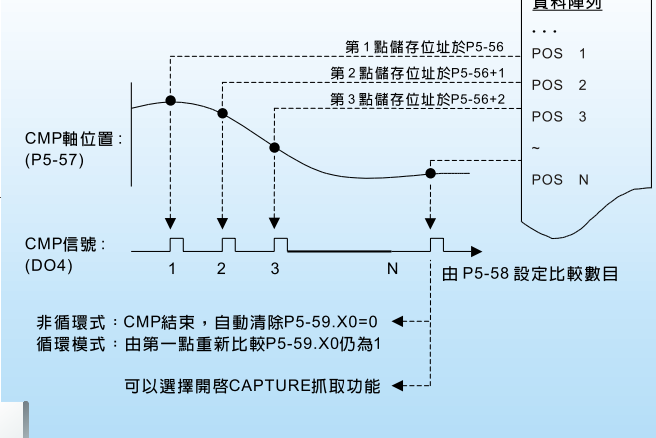 資料陣列
...
第1點儲存位址於P5-56
POS 1
第2點儲存位址於P5-56+1
POS 2
第3點儲存位址於P5-56+2
POS 3
~
POS N
CMP軸位置:
(P5-57)
CMP信號:
(DO4)
1 2 3 N
由 P5-58 設定比較數目
非循環式:CMP結束,自動清除P5-59.X0=0
循環模式:由第一點重新比較P5-59.X0仍為1
可以選擇開啓CAPTURE抓取功能